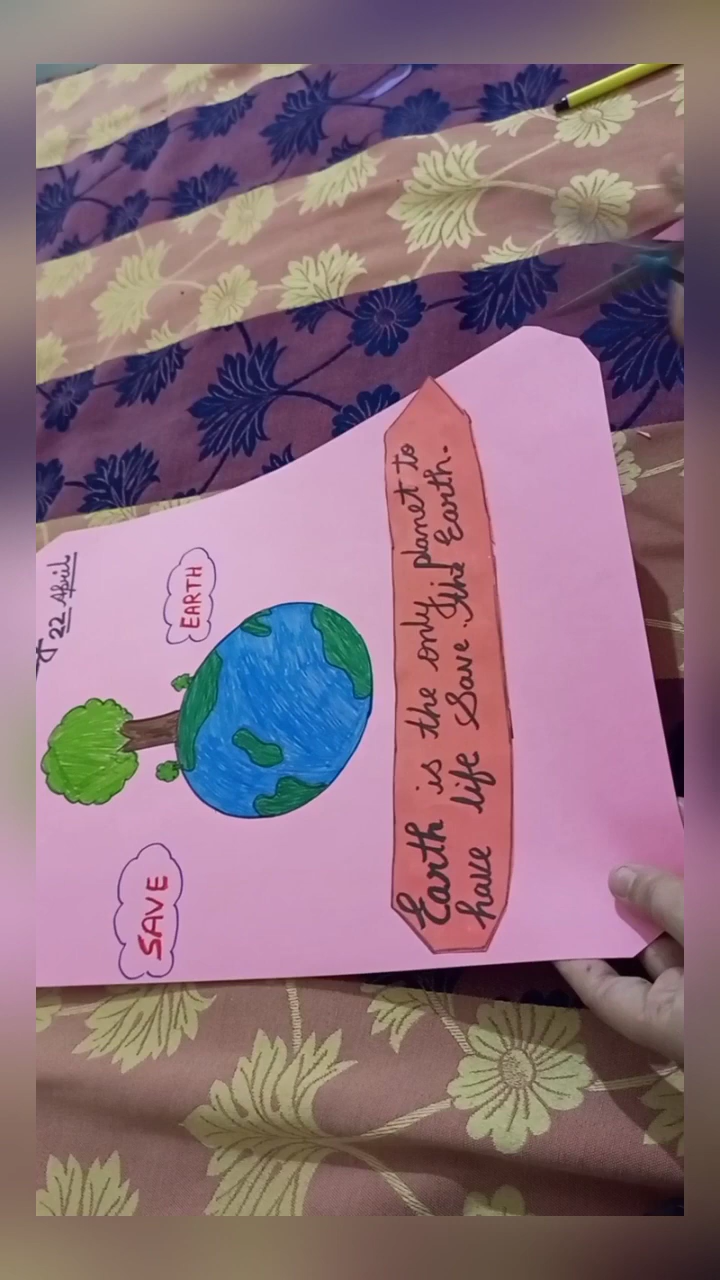 22 April
SAVE
EARTH
Earth is the only planet to
have life Save the Earth.